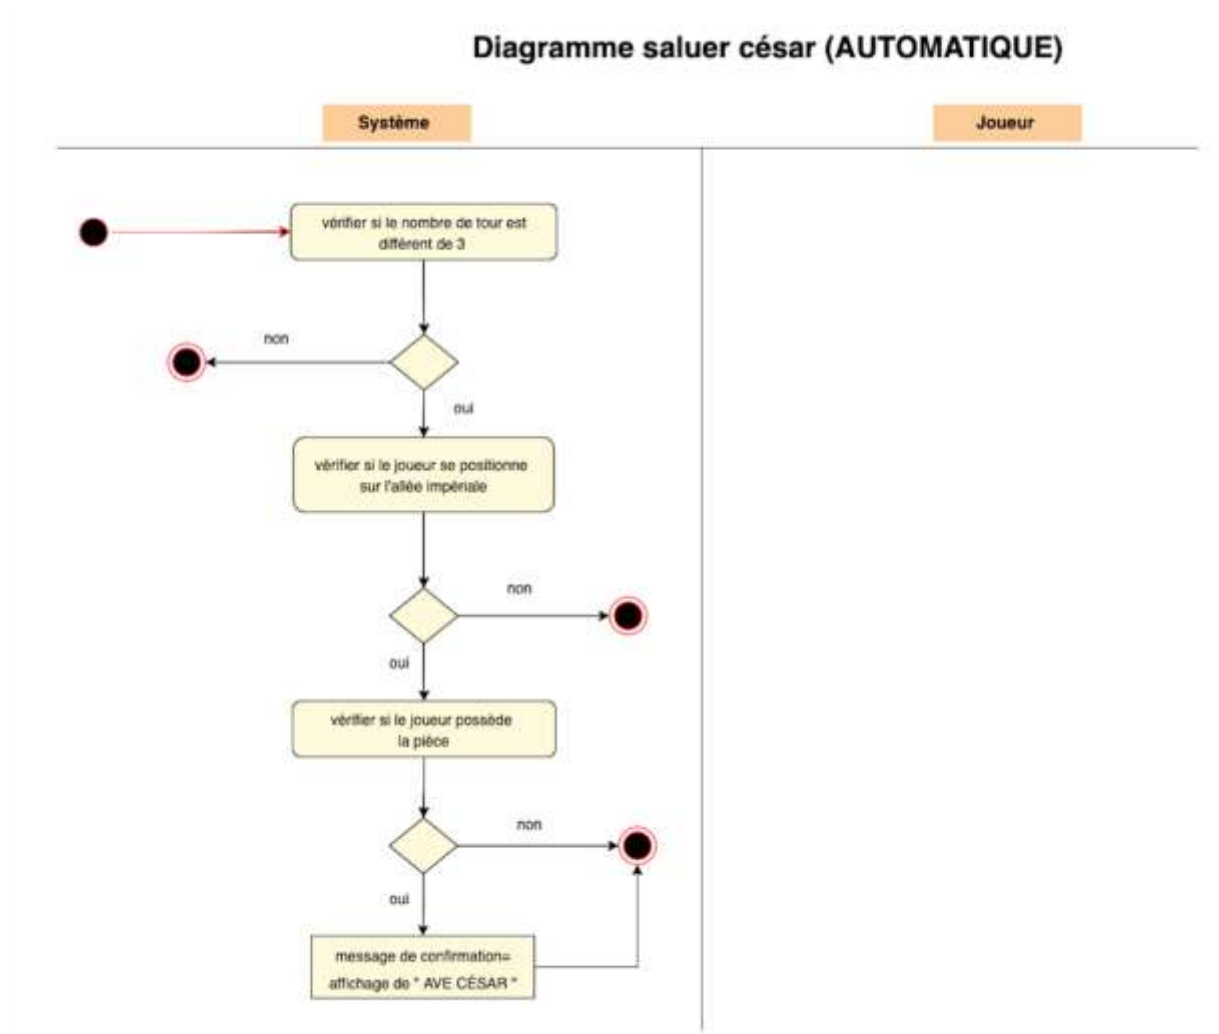 Diagramme saluer césar (AUTOMATIQUE)
Système
Joueur
vérifier si le nombre de tour est
différent de 3
non
oui
vérifier si le joueur se positionne
sur l'allée impériale
non
oui
vérifier si le joueur possède
la pièce
non
oui
message de confirmation=
affichage de " AVE CÉSAR "